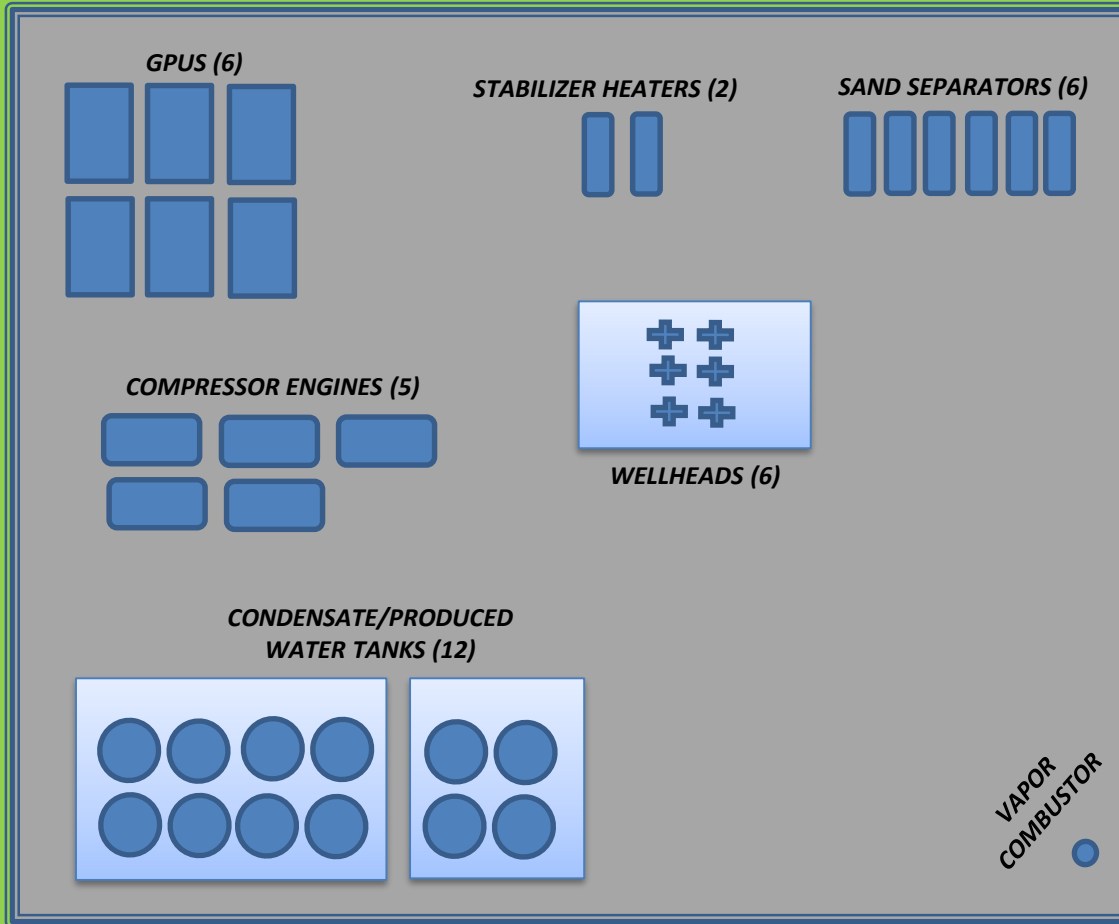 GPUS (6)
STABILIZER HEATERS (2)
SAND SEPARATORS (6)
COMPRESSOR ENGINES (5)
WELLHEADS (6)
CONDENSATE/PRODUCED
WATER TANKS (12)
VAPOR
COMBUSTOR